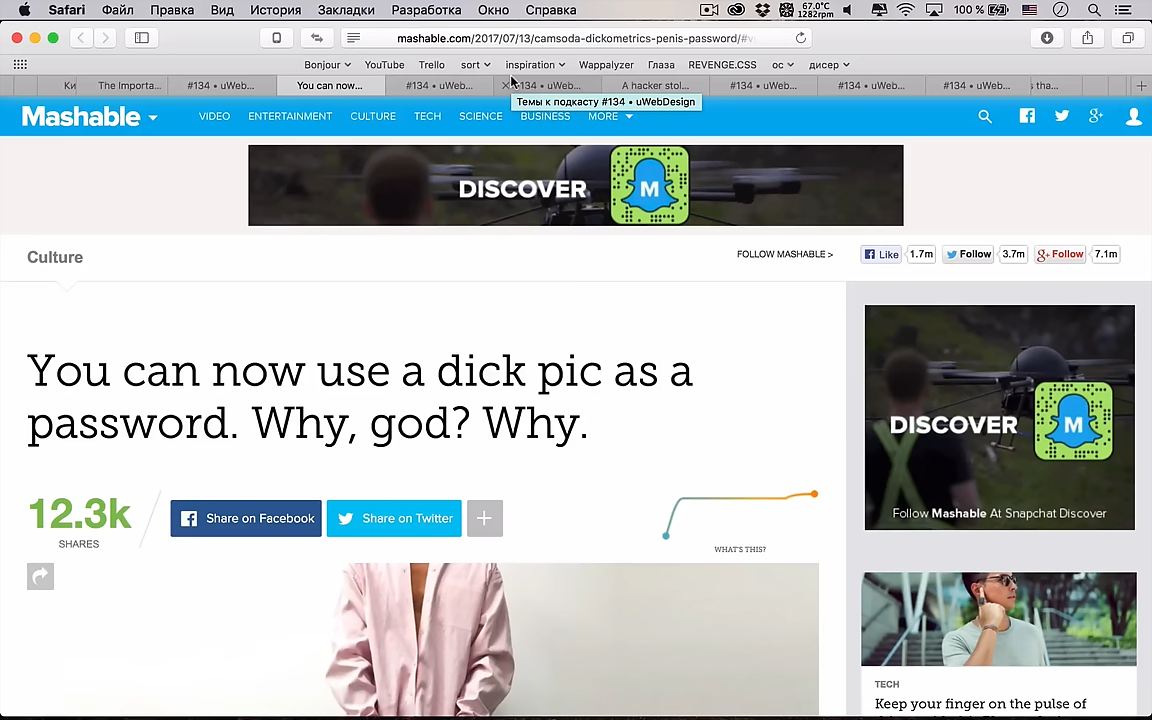 Safari Файл Правка Вид История Закладки Разработка Окно Справка 67.0°C 1282rpm 100 %
mashable.com/2017/07/13/camsoda-dickometrics-penis-password/#v
Bonjour YouTube Trello sort inspiration Wappalyzer Глаза REVENGE.CSS ос дисер
Ки The Importa... #134 • uWeb... You can now... #134 • uWeb... #134 • uWeb... A hacker stol... #134 • uWeb... #134 • uWeb... #134 • uWeb... s tha...
Темы к подкасту #134 • uWebDesign
Mashable VIDEO ENTERTAINMENT CULTURE TECH SCIENCE BUSINESS MORE
DISCOVER M
Culture FOLLOW MASHABLE > Like 1.7m Follow 3.7m Follow 7.1m
You can now use a dick pic as a
password. Why, god? Why.
DISCOVER M
Follow Mashable At Snapchat Discover
12.3k
SHARES
Share on Facebook Share on Twitter
WHAT'S THIS?
TECH
Keep your finger on the pulse of